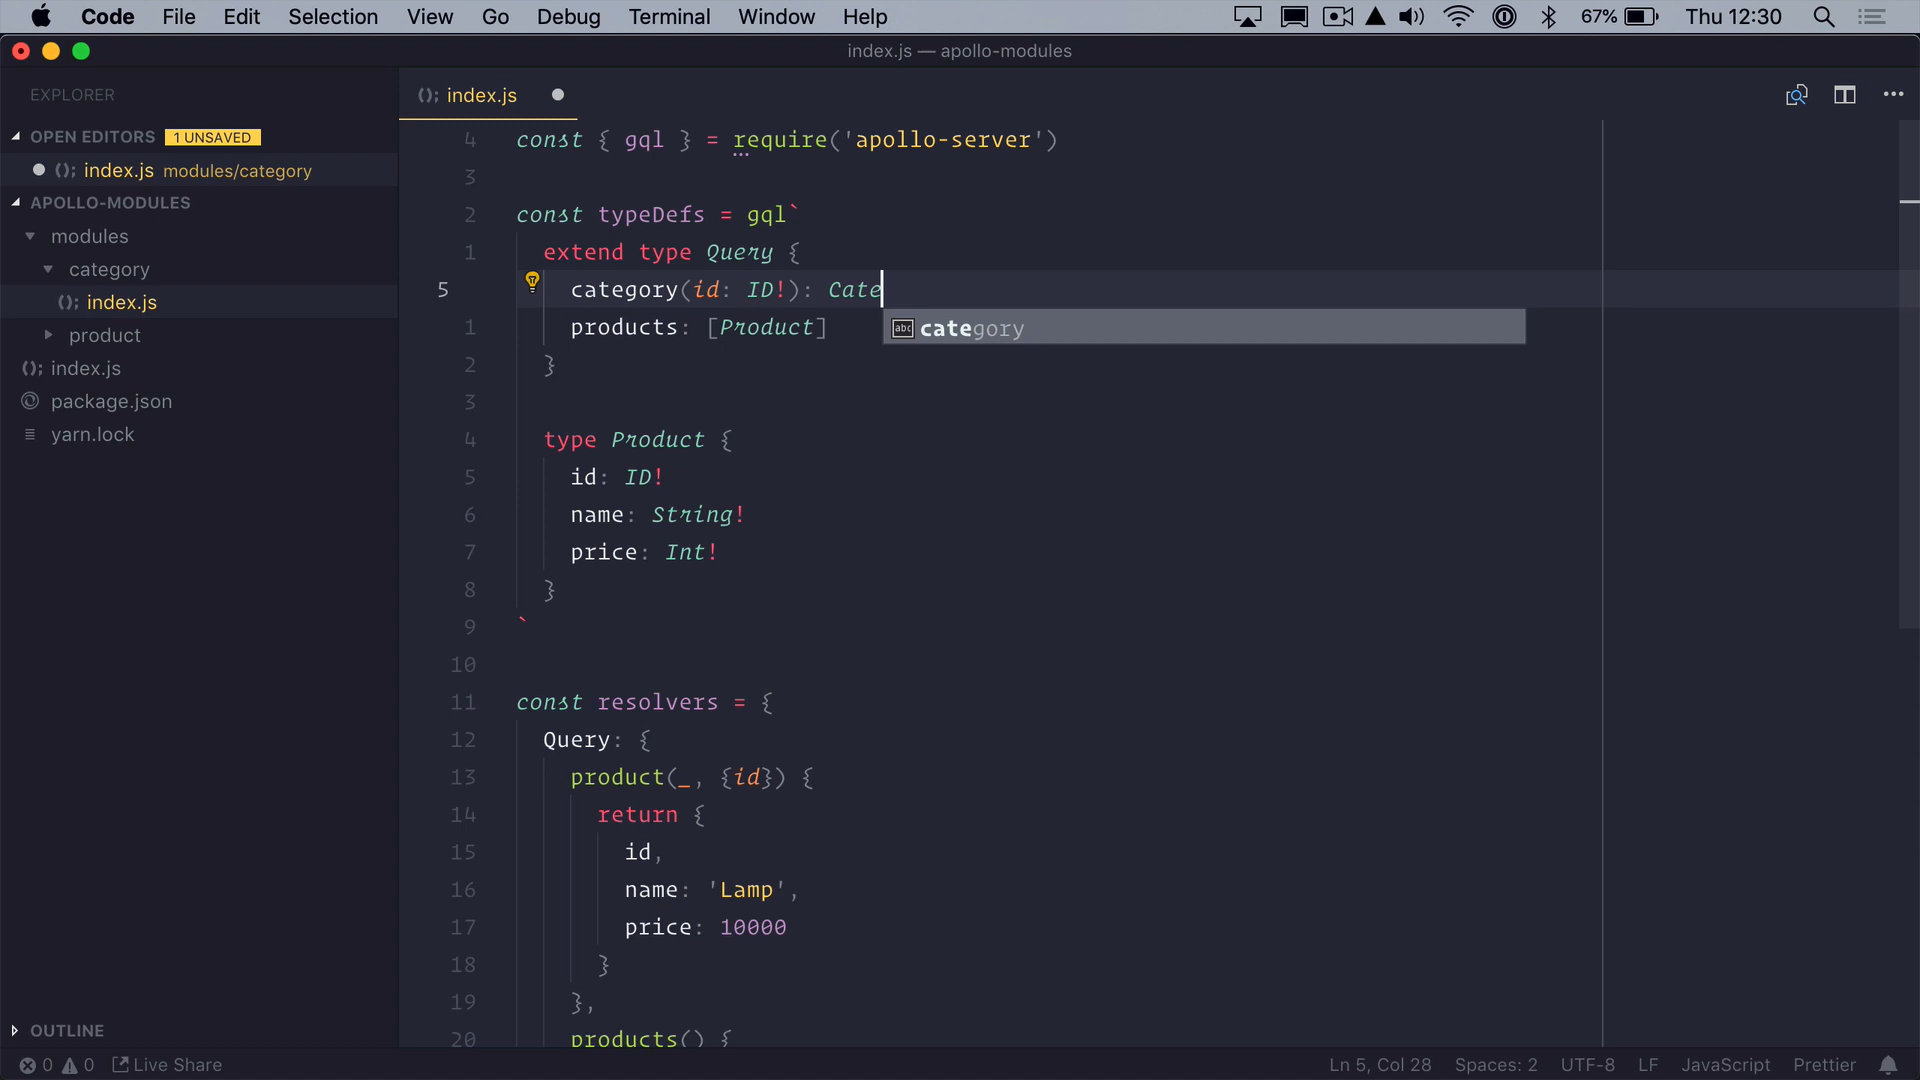 Code File Edit Selection View Go Debug Terminal Window Help 67% Thu 12:30
index.js — apollo-modules
EXPLORER
OPEN EDITORS 1 UNSAVED
index.js modules/category
APOLLO-MODULES
modules
category
index.js
product
index.js
package.json
yarn.lock
OUTLINE
index.js
4 const { gql } = require('apollo-server')
3
2 const typeDefs = gql`
1 extend type Query {
5 category(id: ID!): Cate
abc category
1 products: [Product]
2 }
3
4 type Product {
5 id: ID!
6 name: String!
7 price: Int!
8 }
9 `
10
11 const resolvers = {
12 Query: {
13 product(_, {id}) {
14 return {
15 id,
16 name: 'Lamp',
17 price: 10000
18 }
19 },
20 products() {
0 0 Live Share Ln 5, Col 28 Spaces: 2 UTF-8 LF JavaScript Prettier